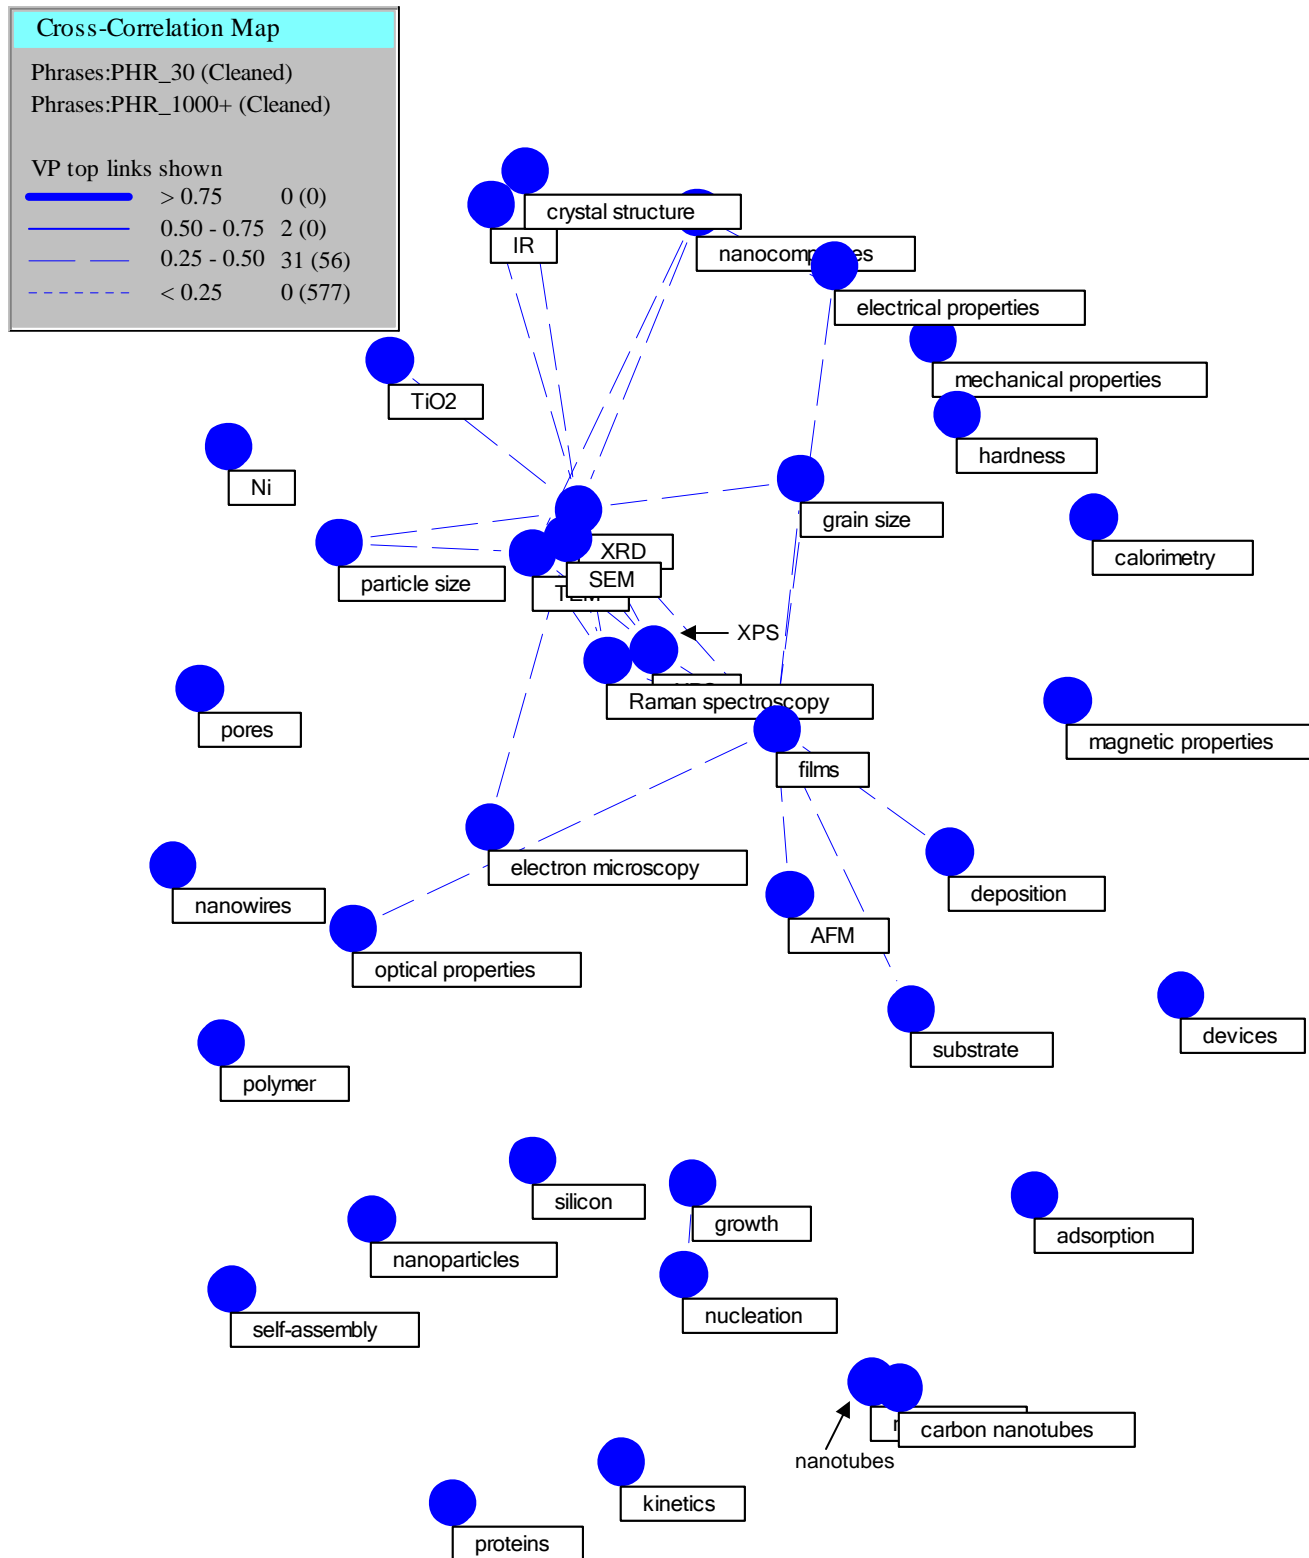 Cross-Correlation Map
Phrases:PHR_30 (Cleaned)
Phrases:PHR_1000+ (Cleaned)
VP top links shown
> 0.75 0 (0)
0.50 - 0.75 2 (0)
0.25 - 0.50 31 (56)
< 0.25 0 (577)
crystal structure
IR
nanocomposites
electrical properties
mechanical properties
TiO2
hardness
Ni
grain size
calorimetry
XRD
particle size
SEM
TEM
XPS
Raman spectroscopy
pores
magnetic properties
films
electron microscopy
deposition
nanowires
AFM
optical properties
devices
substrate
polymer
silicon
growth
adsorption
nanoparticles
nucleation
self-assembly
carbon nanotubes
nanotubes
kinetics
proteins